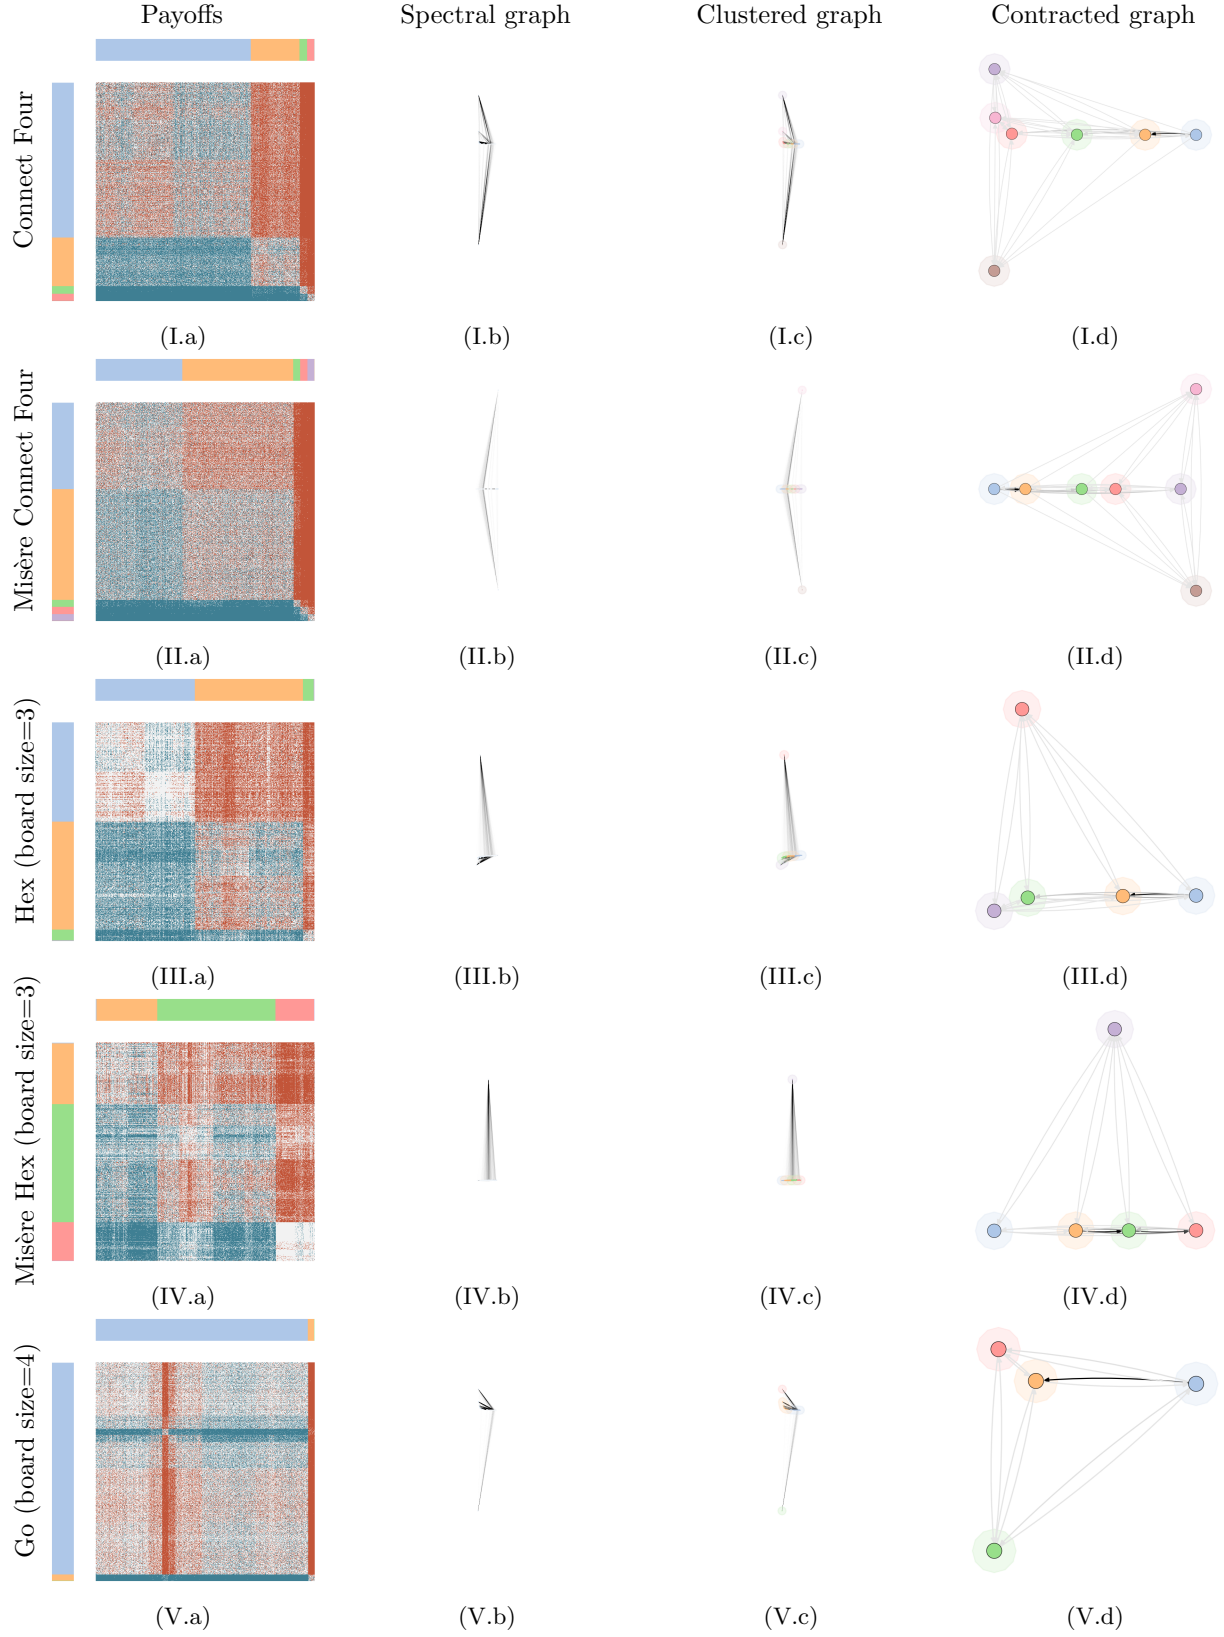 Payoffs
Spectral graph
Clustered graph
Contracted graph
Connect Four
(I.a)
(I.b)
(I.c)
(I.d)
Misère Connect Four
(II.a)
(II.b)
(II.c)
(II.d)
Hex (board size=3)
(III.a)
(III.b)
(III.c)
(III.d)
Misère Hex (board size=3)
(IV.a)
(IV.b)
(IV.c)
(IV.d)
Go (board size=4)
(V.a)
(V.b)
(V.c)
(V.d)